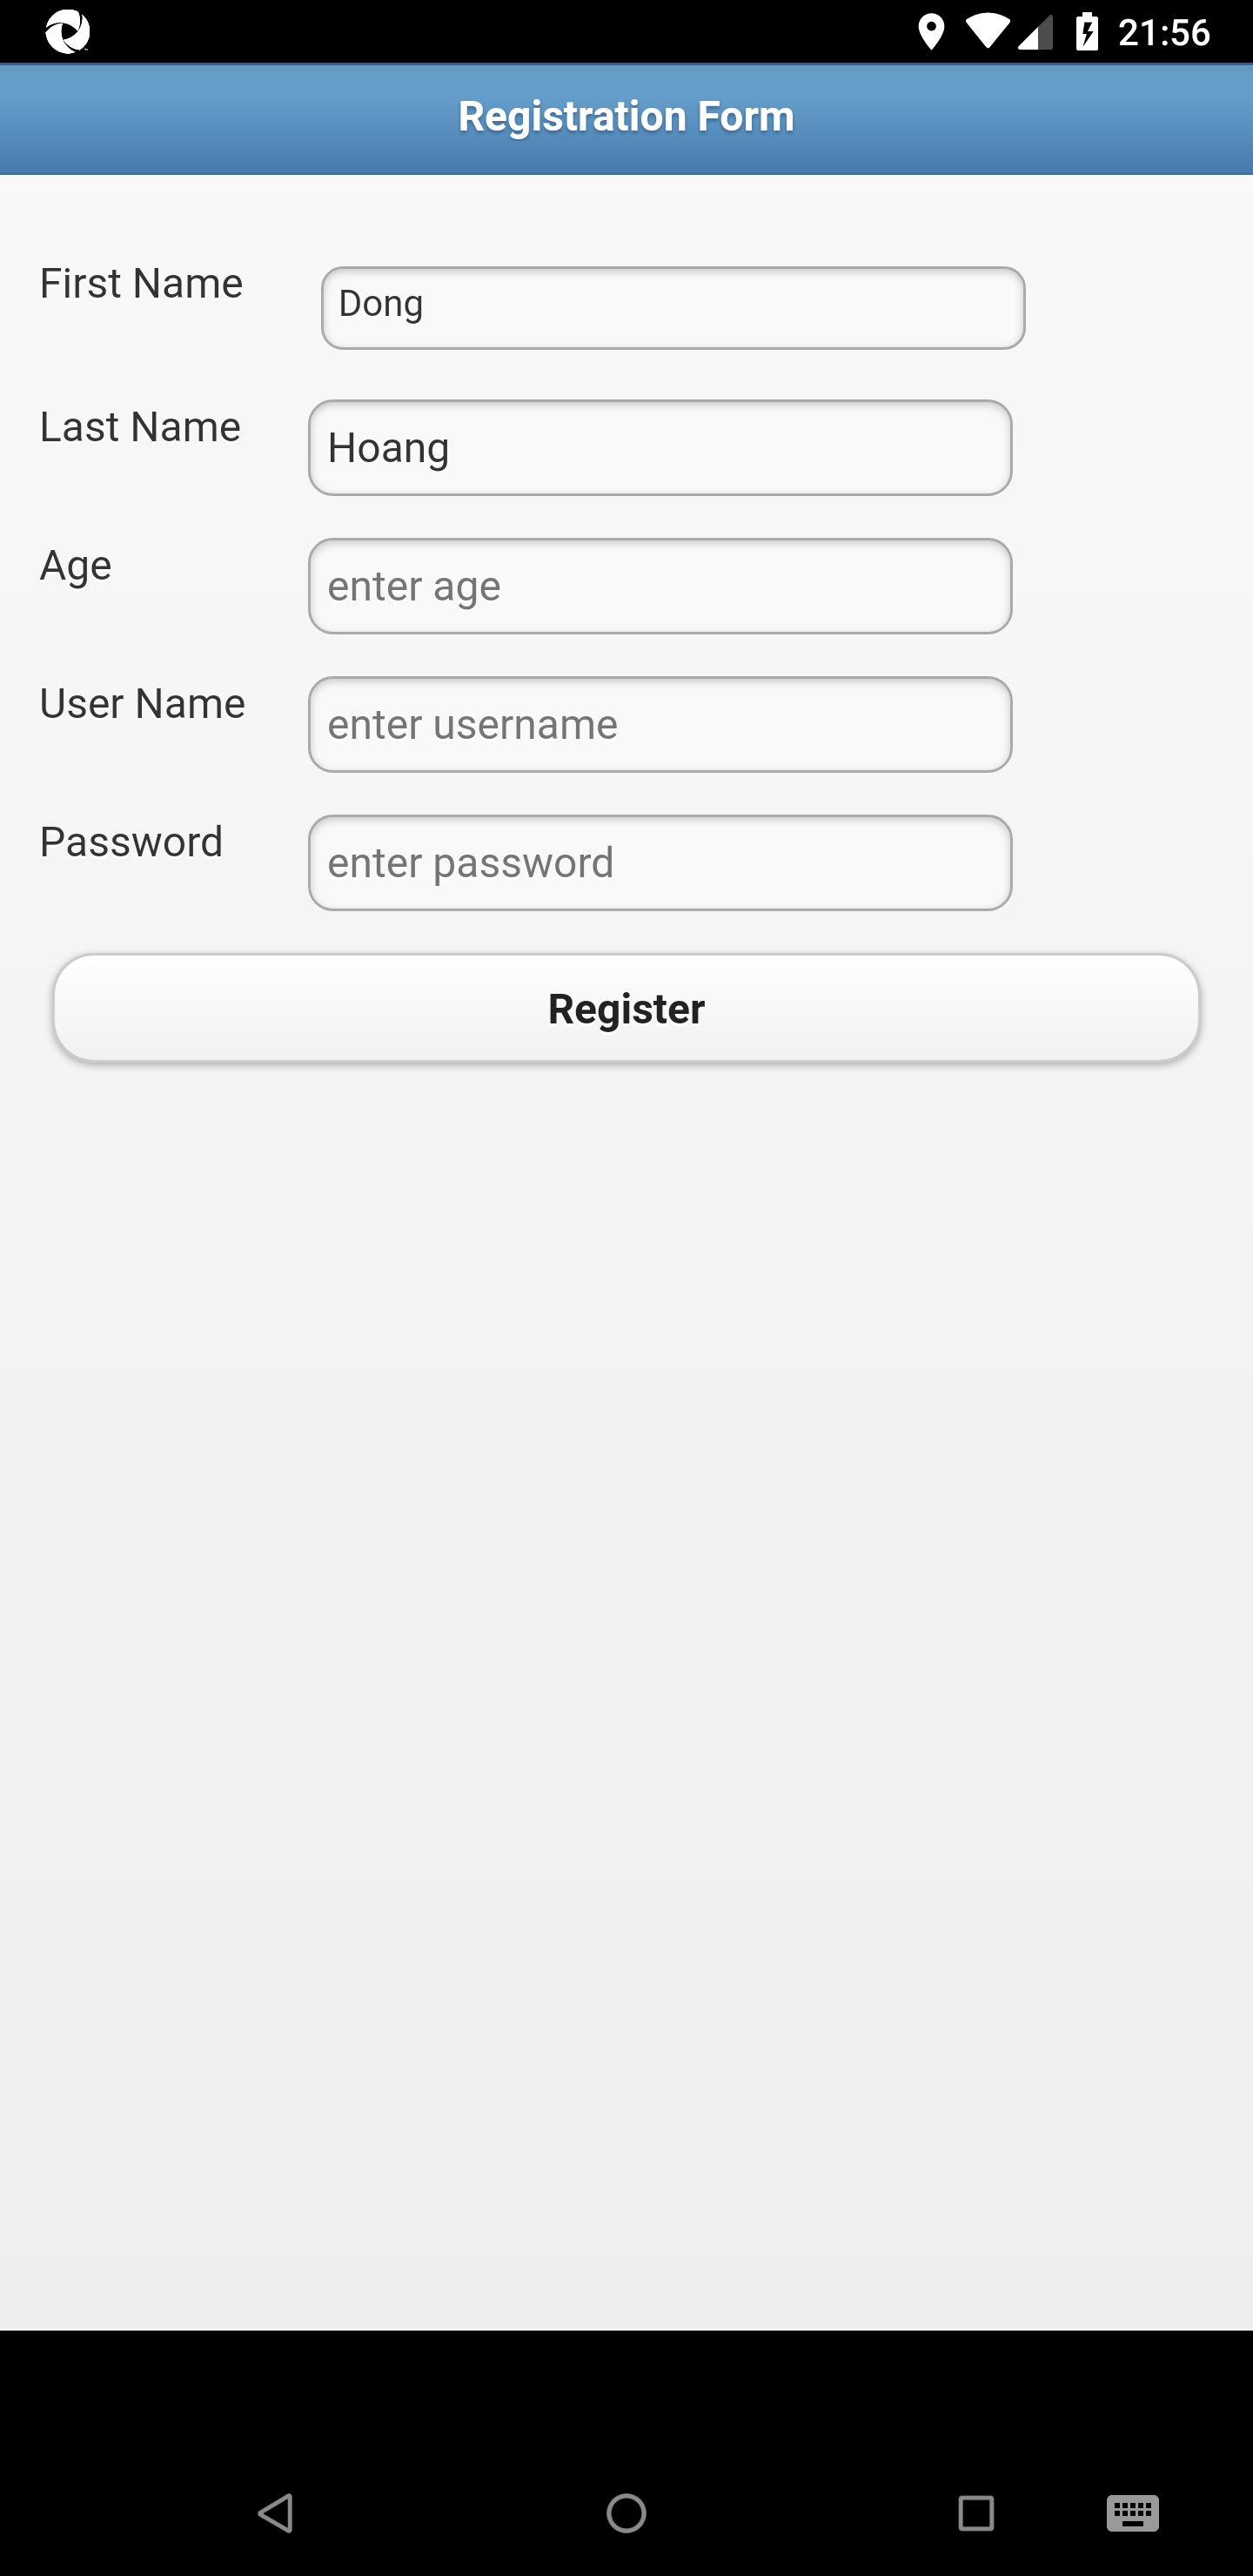 21:56
Registration Form
First Name
Dong
Last Name
Hoang
Age
enter age
User Name
enter username
Password
enter password
Register